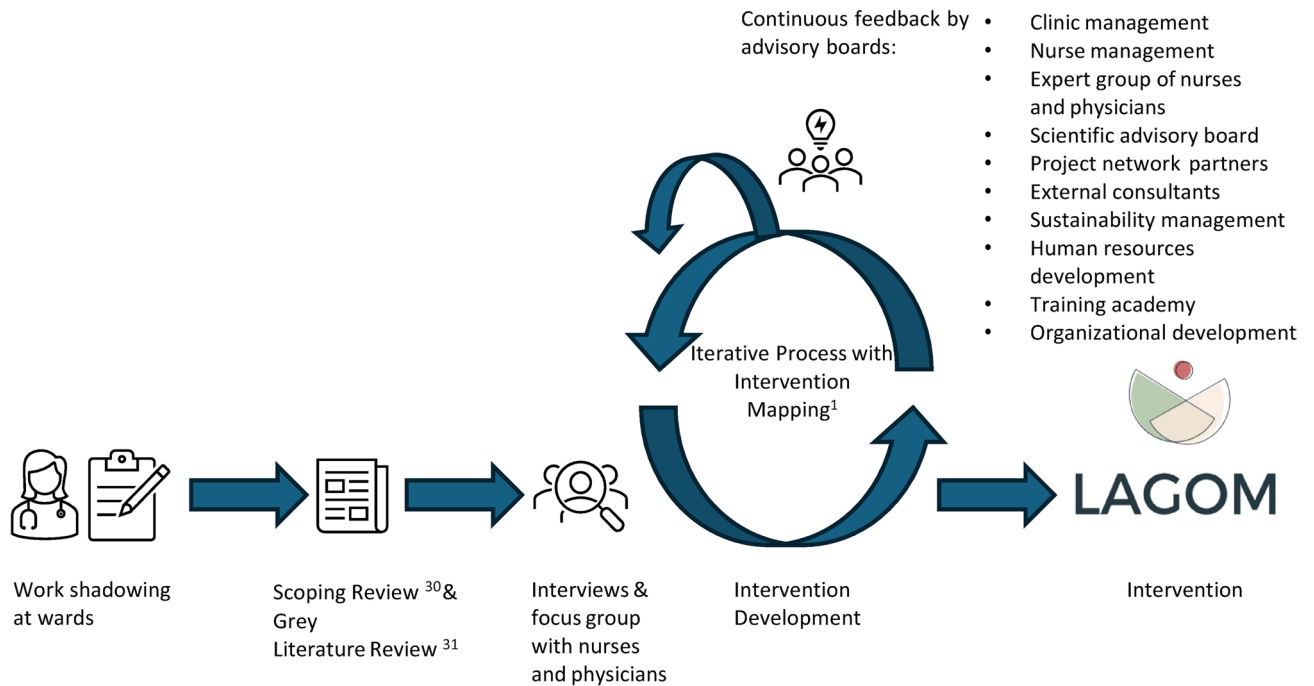 Continuous feedback by
advisory boards:
• Clinic management
• Nurse management
• Expert group of nurses
and physicians
• Scientific advisory board
• Project network partners
• External consultants
• Sustainability management
• Human resources
development
• Training academy
• Organizational development
Iterative Process with
Intervention
Mapping¹
LAGOM
Work shadowing
at wards
Scoping Review ³⁰&
Grey
Literature Review ³¹
Interviews &
focus group
with nurses
and physicians
Intervention
Development
Intervention